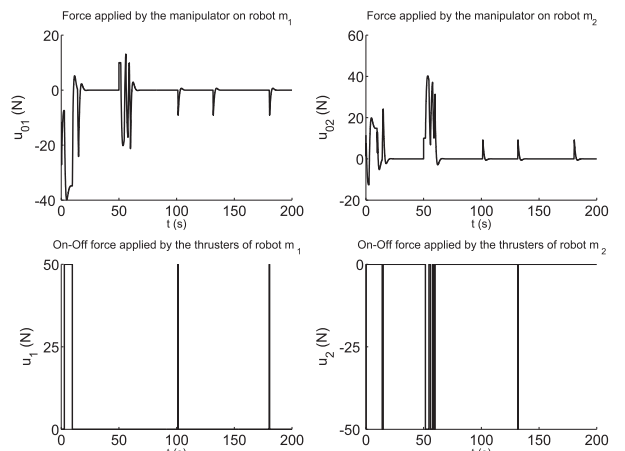 Force applied by the manipulator on robot m1
u01 (N)
20
0
-20
-40
0 50 100 150 200
t (s)
Force applied by the manipulator on robot m2
u02 (N)
60
40
20
0
-20
0 50 100 150 200
t (s)
On-Off force applied by the thrusters of robot m1
u1 (N)
50
25
0
0 50 100 150 200
t (s)
On-Off force applied by the thrusters of robot m 2
u2 (N)
0
-25
-50
0 50 100 150 200
t (s)